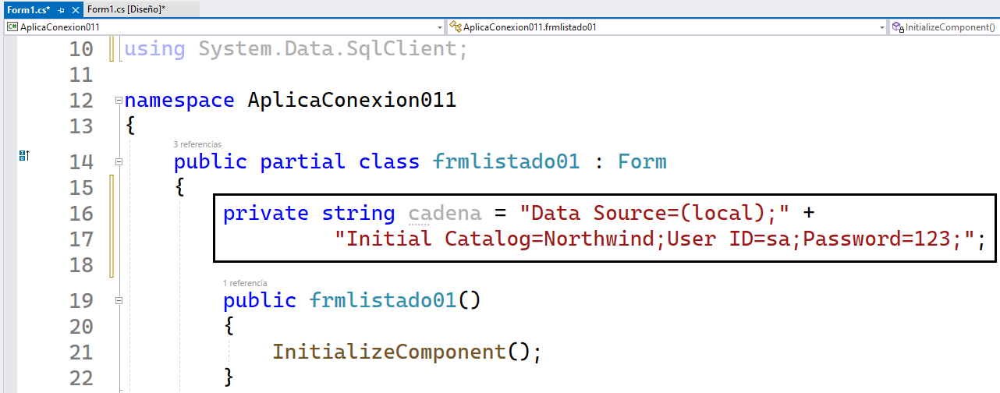 Form1.cs* Form1.cs [Diseño]*
AplicaConexion011 AplicaConexion011.frmlistado01 InitializeComponent()
10 using System.Data.SqlClient;
11
12 namespace AplicaConexion011
13 {
3 referencias
14 public partial class frmlistado01 : Form
15 {
16 private string cadena = "Data Source=(local);" +
17 "Initial Catalog=Northwind;User ID=sa;Password=123;";
18
1 referencia
19 public frmlistado01()
20 {
21 InitializeComponent();
22 }